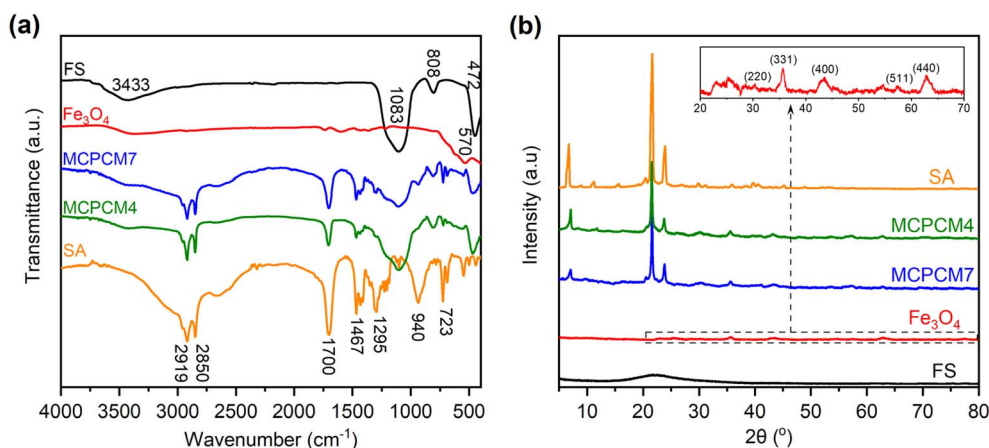 (a)
FS
3433
1083
808
472
Fe₃O₄
570
MCPCM7
MCPCM4
SA
2919
2850
1700
1467
1295
940
723
Transmittance (a.u.)
4000 3500 3000 2500 2000 1500 1000 500
Wavenumber (cm⁻¹)
(b)
(220)
(331)
(400)
(511)
(440)
20 30 40 50 60 70
SA
MCPCM4
MCPCM7
Fe₃O₄
FS
Intensity (a.u)
10 20 30 40 50 60 70 80
2θ (°)